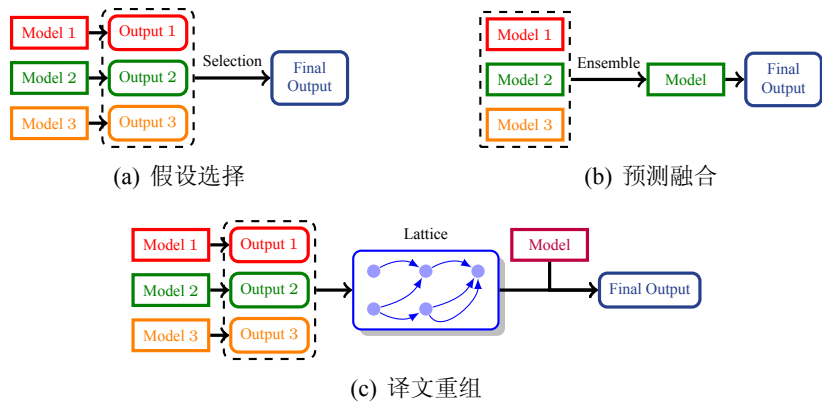 Model 1
Output 1
Model 2
Output 2
Model 3
Output 3
Selection
Final
Output
(a) 假设选择
Model 1
Model 2
Model 3
Ensemble
Model
Final
Output
(b) 预测融合
Model 1
Output 1
Model 2
Output 2
Model 3
Output 3
Lattice
Model
Final Output
(c) 译文重组